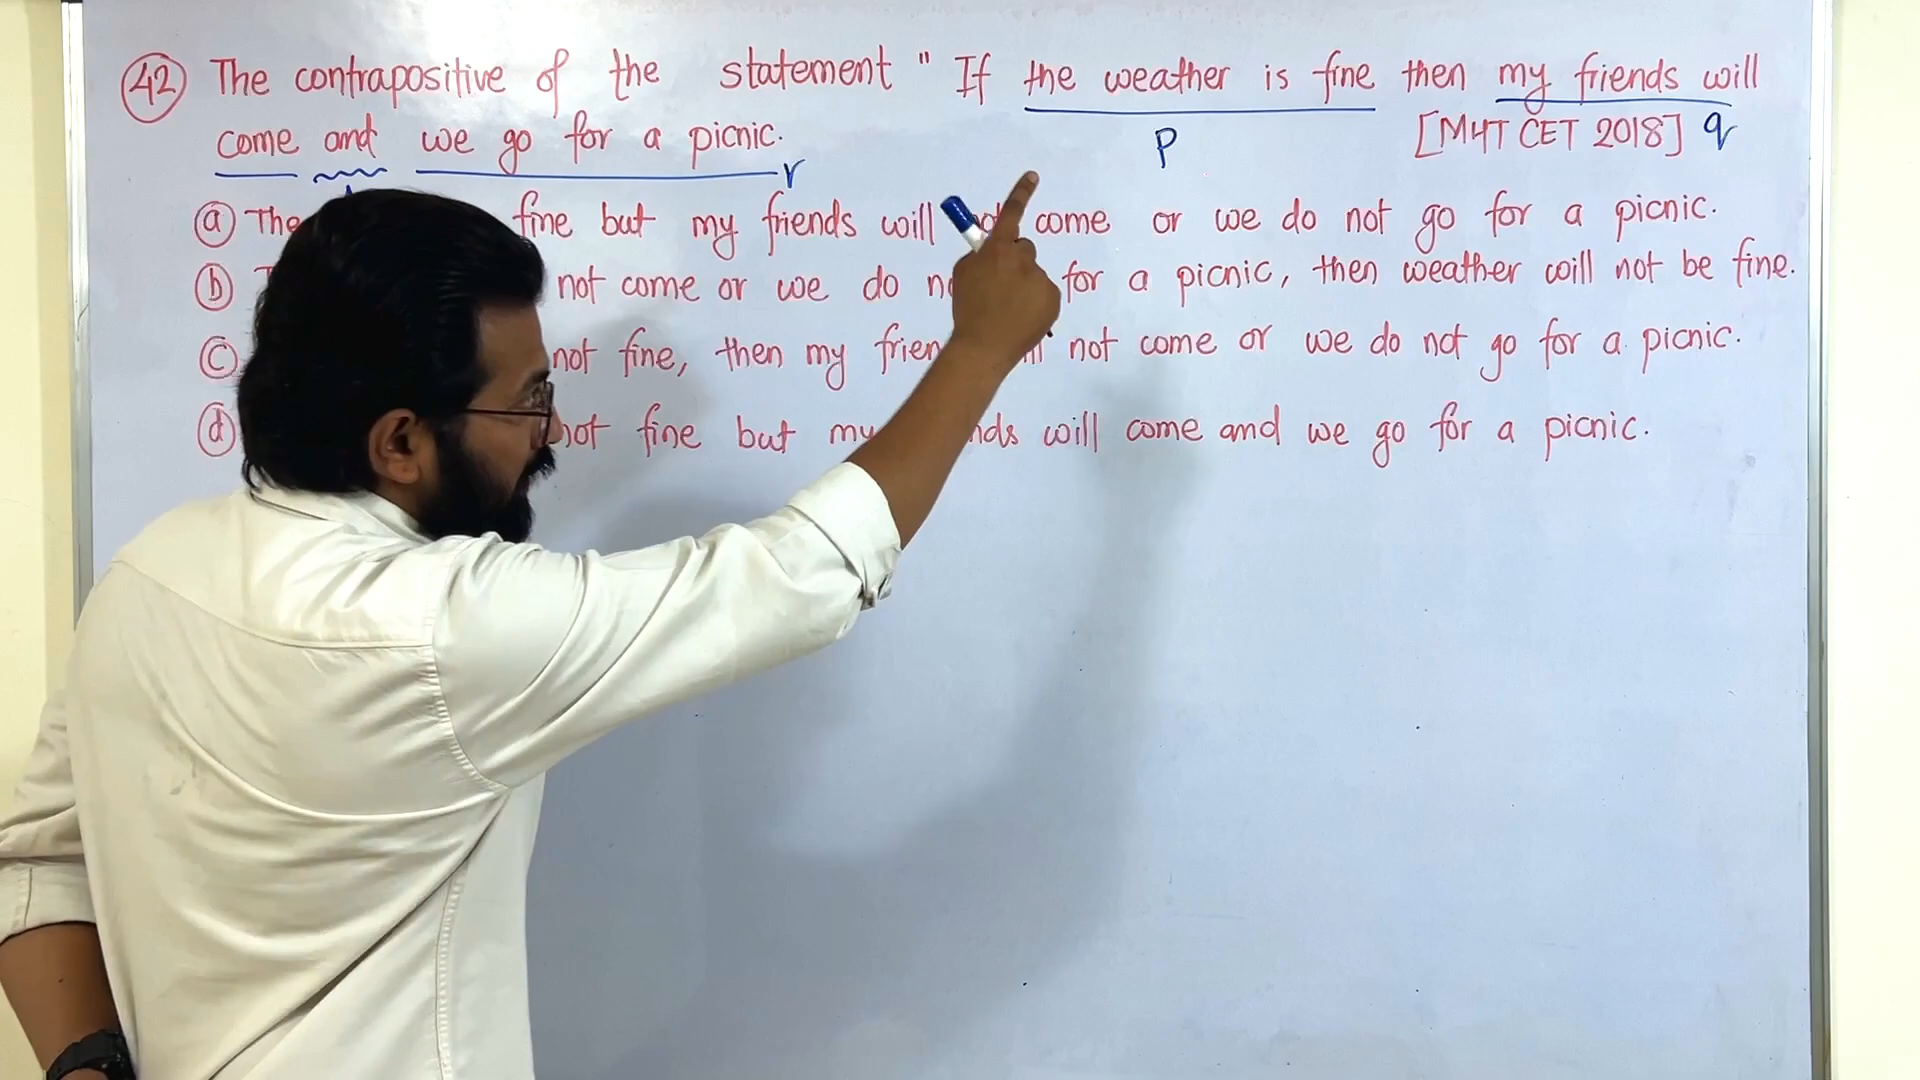 42 The contrapositive of the statement " If the weather is fine then my friends will
come and we go for a picnic. [MHT CET 2018] q
p
r
a The fine but my friends will not come or we do not go for a picnic.
b not come or we do for a picnic, then weather will not be fine.
c not fine, then my not come or we do not go for a picnic.
d not fine but my will come and we go for a picnic.